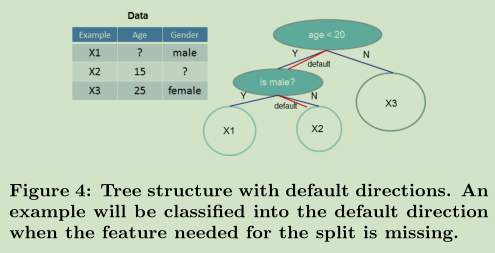 Data
Example Age Gender
X1 ? male
X2 15 ?
X3 25 female
age < 20
Y N
default
is male?
Y N
default
X1 X2 X3
Figure 4: Tree structure with default directions. An
example will be classified into the default direction
when the feature needed for the split is missing.